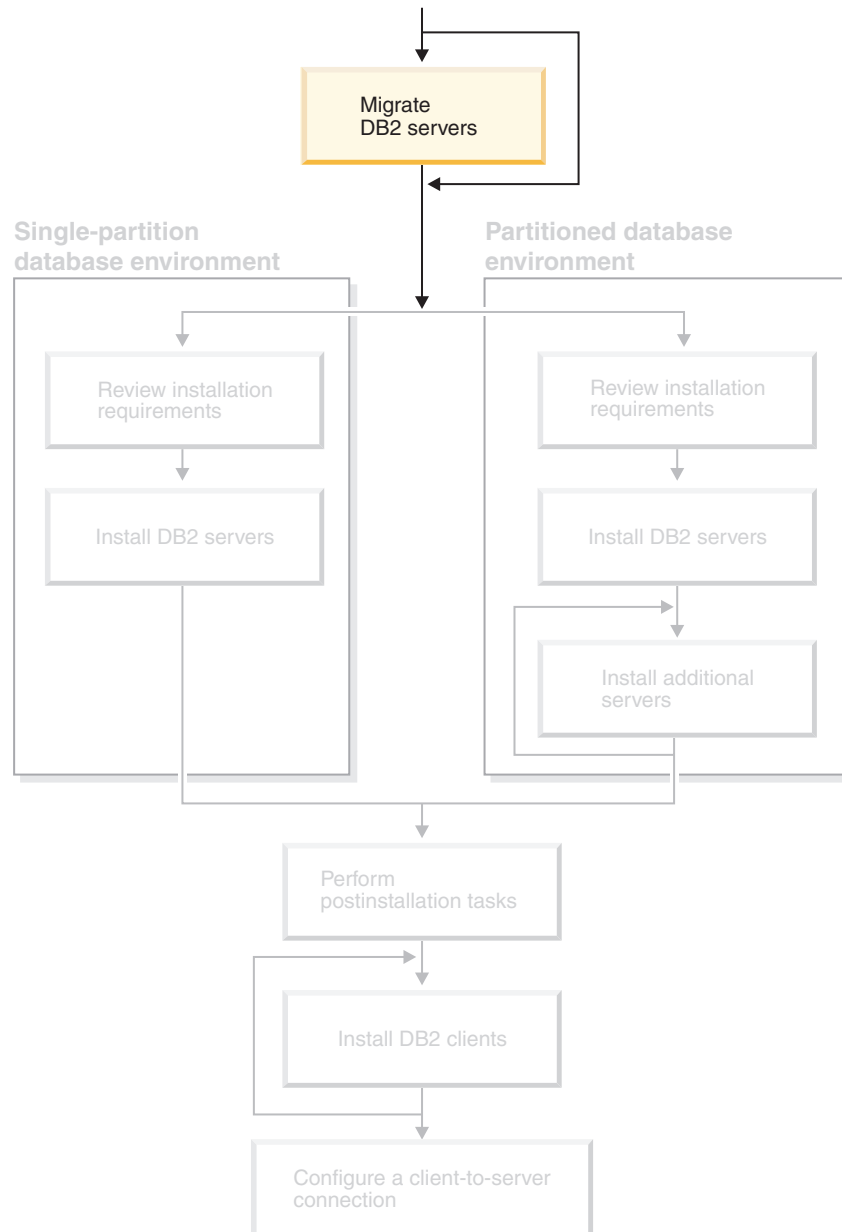 Migrate
DB2 servers
Single-partition
database environment
Partitioned database
environment
Review installation
requirements
Review installation
requirements
Install DB2 servers
Install DB2 servers
Install additional
servers
Perform
postinstallation tasks
Install DB2 clients
Configure a client-to-server
connection